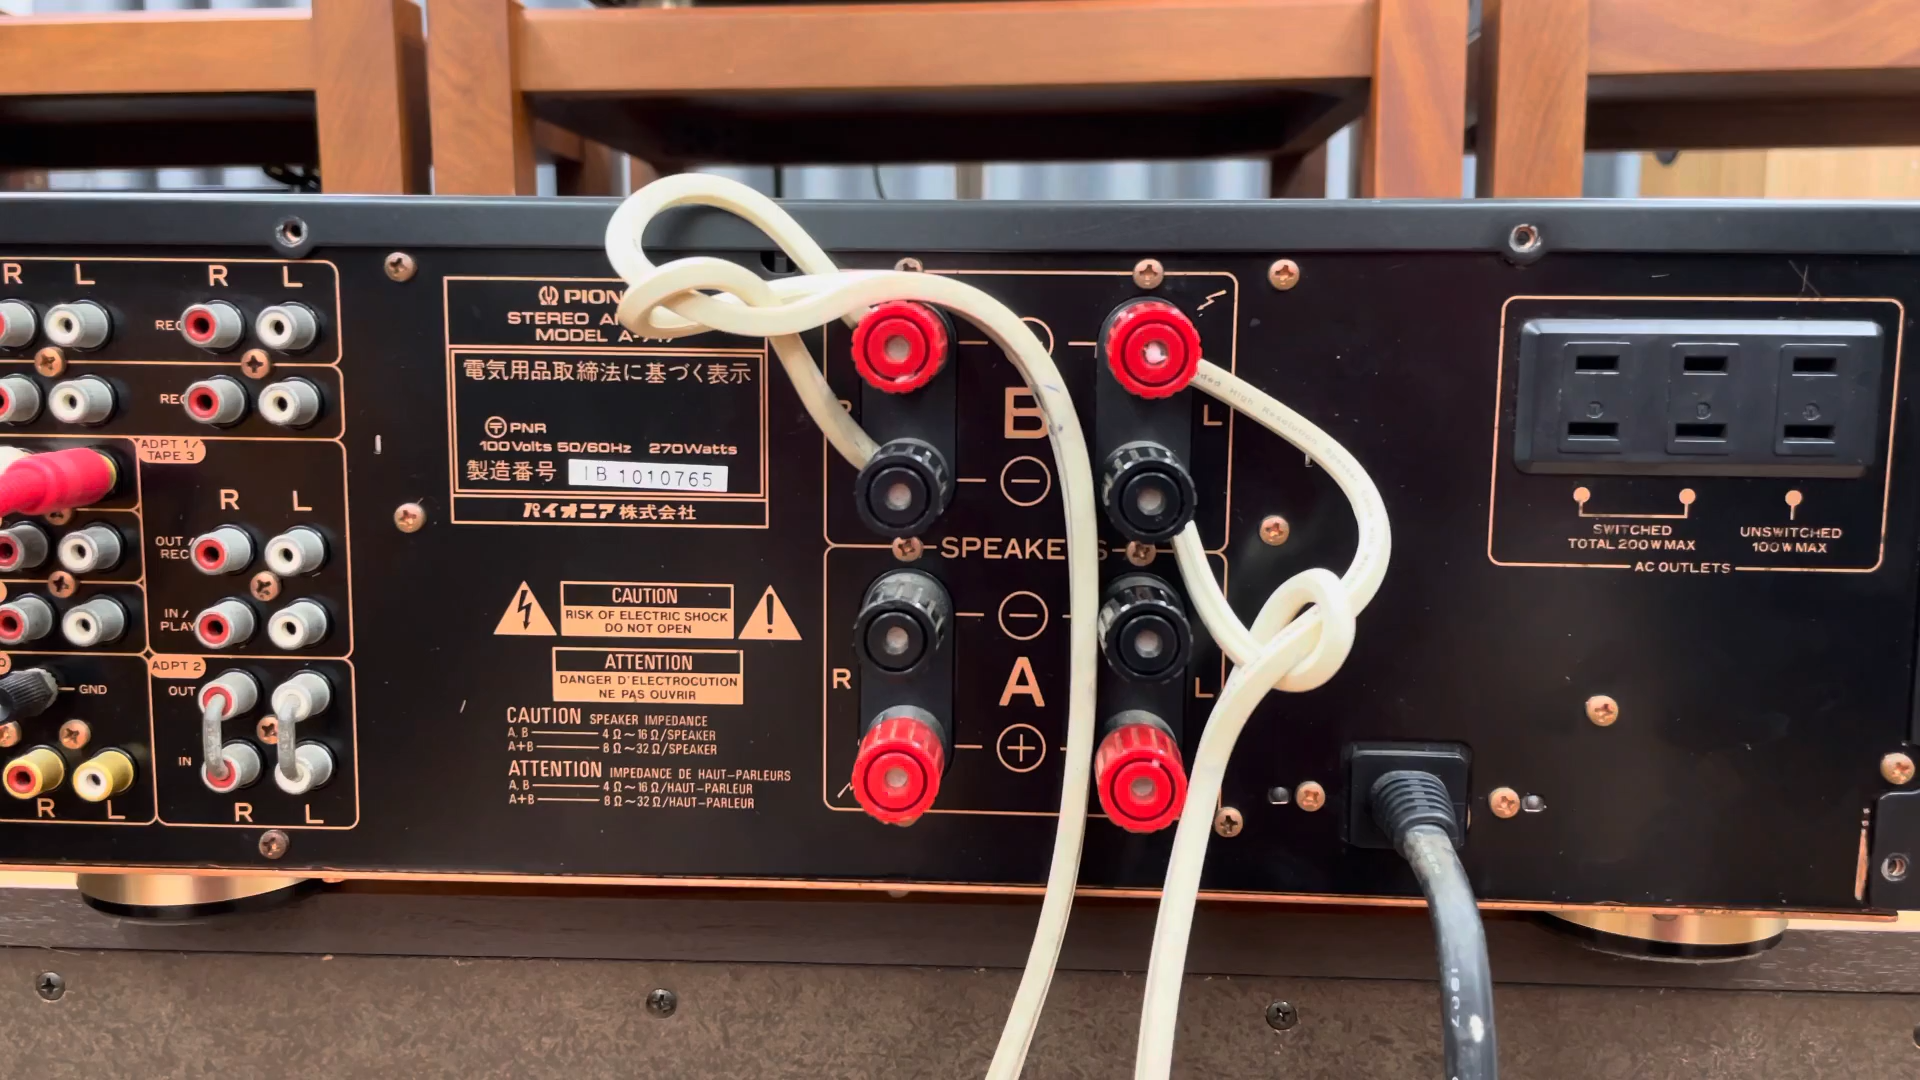 R L R L
REC
REC
ADPT 1/
TAPE 3
R L
OUT/
REC
IN/
PLAY
ADPT 2
OUT
GND
IN
R L R L
STEREO
MODEL
電気用品取締法に基づく表示
PNR
100Volts 50/60Hz 270Watts
製造番号 IB 1010765
パイオニア株式会社
CAUTION
RISK OF ELECTRIC SHOCK
DO NOT OPEN
ATTENTION
DANGER D'ELECTROCUTION
NE PAS OUVRIR
CAUTION SPEAKER IMPEDANCE
A. B 4Ω~16Ω/SPEAKER
A+B 8Ω~32Ω/SPEAKER
ATTENTION IMPEDANCE DE HAUT-PARLEURS
A. B 4Ω~16Ω/HAUT-PARLEUR
A+B 8Ω~32Ω/HAUT-PARLEUR
B L
−
SPEAKE S
−
R A L
+
High Resolution Speaker
SWITCHED
TOTAL 200W MAX
UNSWITCHED
100W MAX
AC OUTLETS